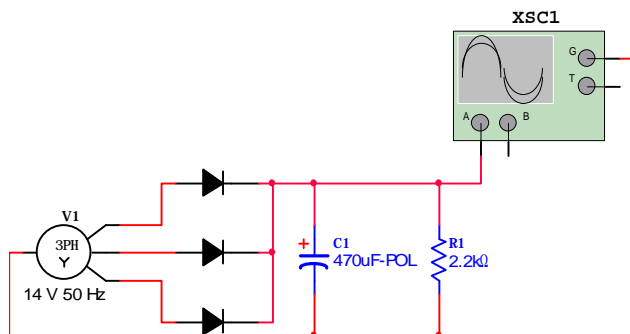 XSC1
G
T
A
B
V1
3PH
Y
14 V 50 Hz
+
C1
470uF-POL
R1
2.2kΩ